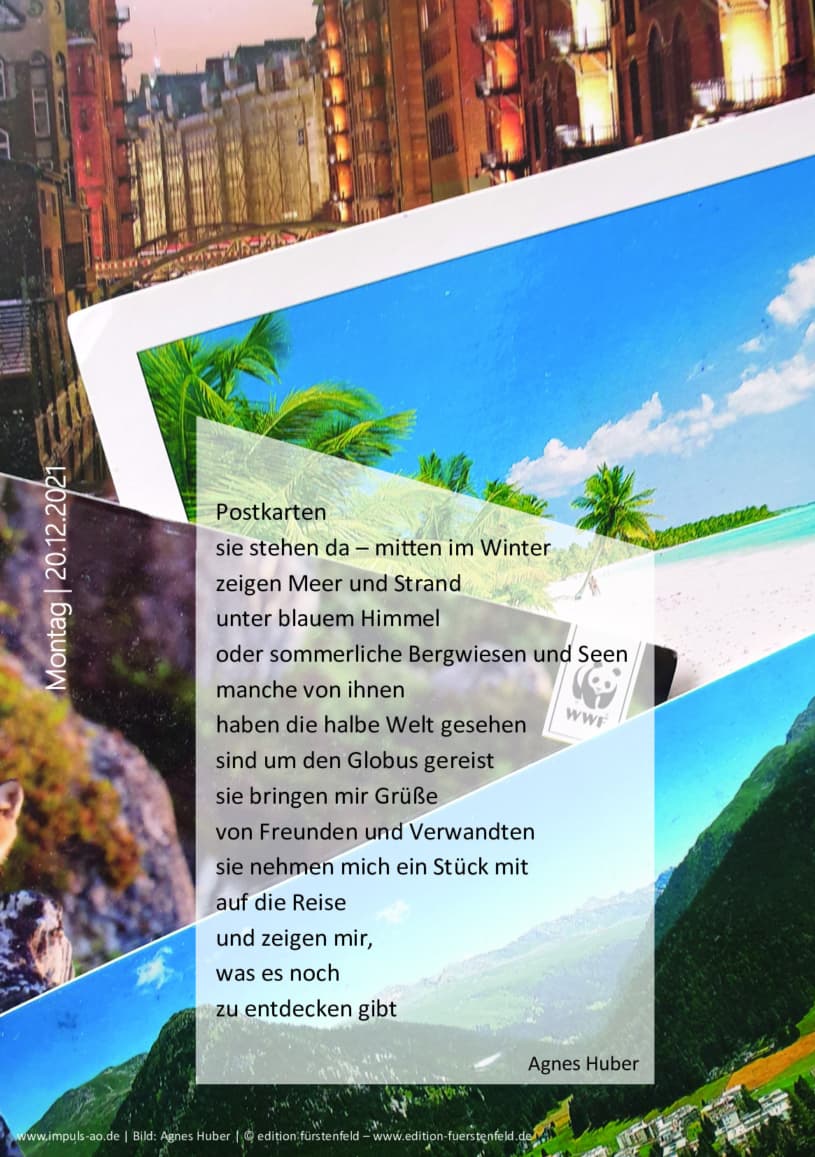 Montag | 20.12.2021
Postkarten
sie stehen da – mitten im Winter
zeigen Meer und Strand
unter blauem Himmel
oder sommerliche Bergwiesen und Seen
manche von ihnen
haben die halbe Welt gesehen
sind um den Globus gereist
sie bringen mir Grüße
von Freunden und Verwandten
sie nehmen mich ein Stück mit
auf die Reise
und zeigen mir,
was es noch
zu entdecken gibt
Agnes Huber
WWF
www.impuls-ao.de | Bild: Agnes Huber | © edition fürstenfeld – www.edition-fuerstenfeld.de